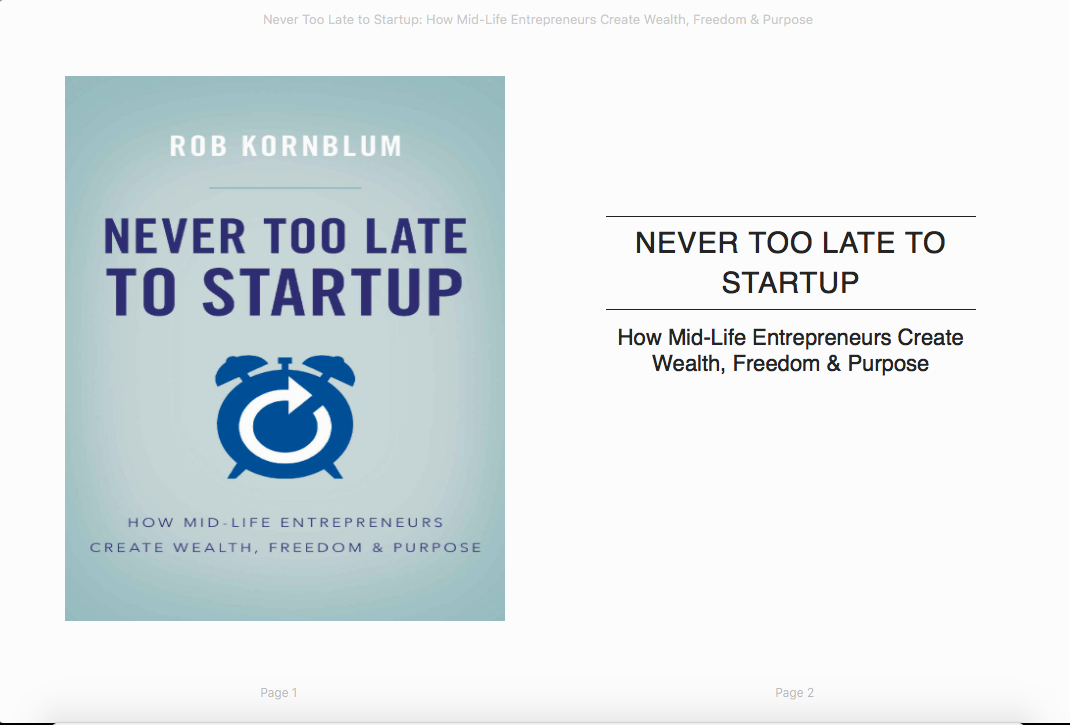 Never Too Late to Startup: How Mid-Life Entrepreneurs Create Wealth, Freedom & Purpose
ROB KORNBLUM
NEVER TOO LATE
TO STARTUP
HOW MID-LIFE ENTREPRENEURS
CREATE WEALTH, FREEDOM & PURPOSE
NEVER TOO LATE TO
STARTUP
How Mid-Life Entrepreneurs Create
Wealth, Freedom & Purpose
Page 1
Page 2